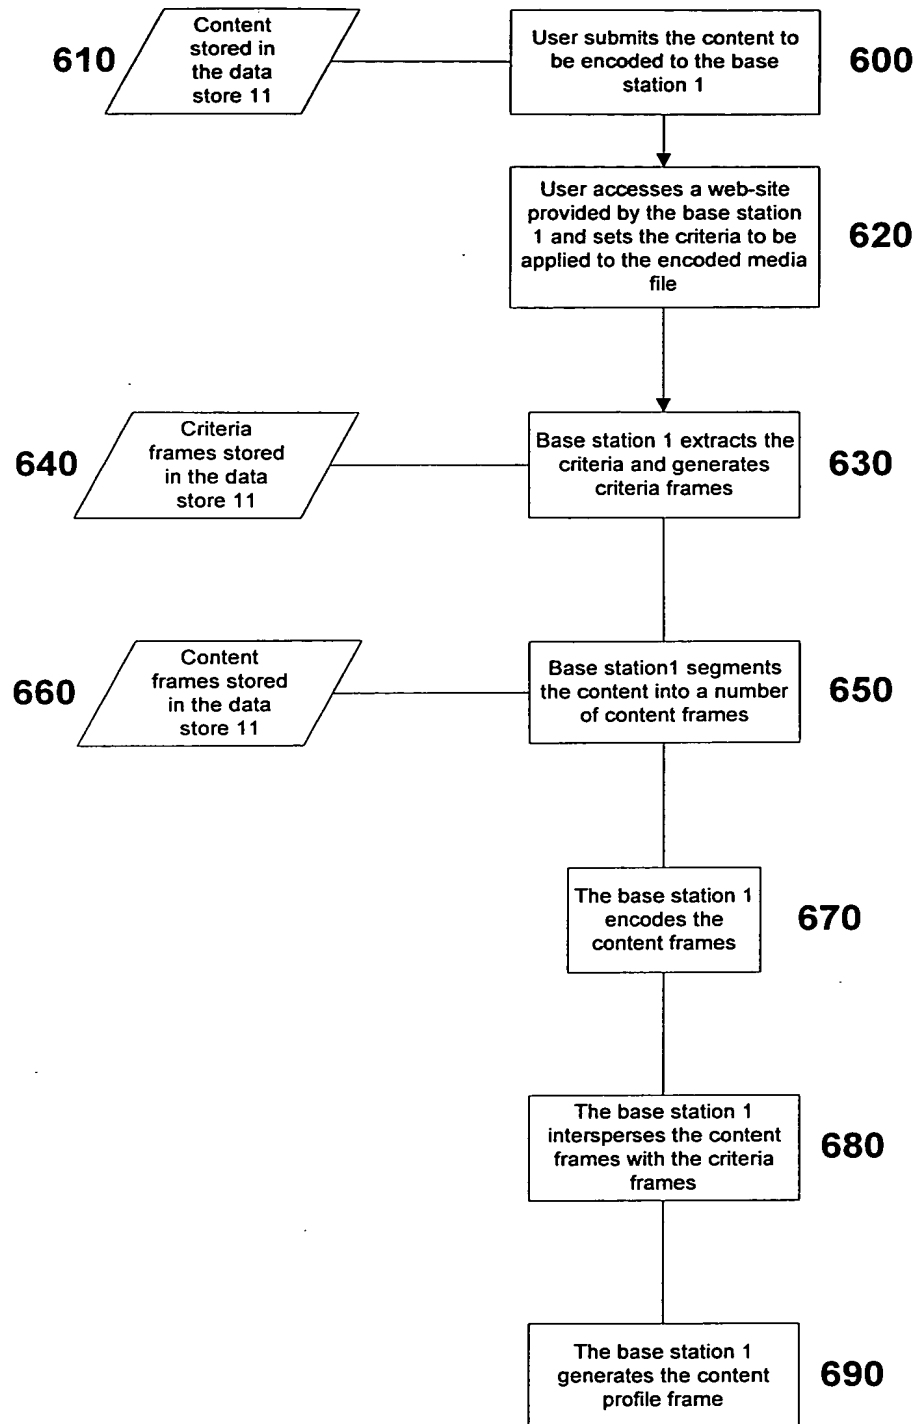 610
Content
stored in
the data
store 11
User submits the content to
be encoded to the base
station 1
600
User accesses a web-site
provided by the base station
1 and sets the criteria to be
applied to the encoded media
file
620
640
Criteria
frames stored
in the data
store 11
Base station 1 extracts the
criteria and generates
criteria frames
630
660
Content
frames stored
in the data
store 11
Base station1 segments
the content into a number
of content frames
650
The base station 1
encodes the
content frames
670
The base station 1
intersperses the content
frames with the criteria
frames
680
The base station 1
generates the content
profile frame
690